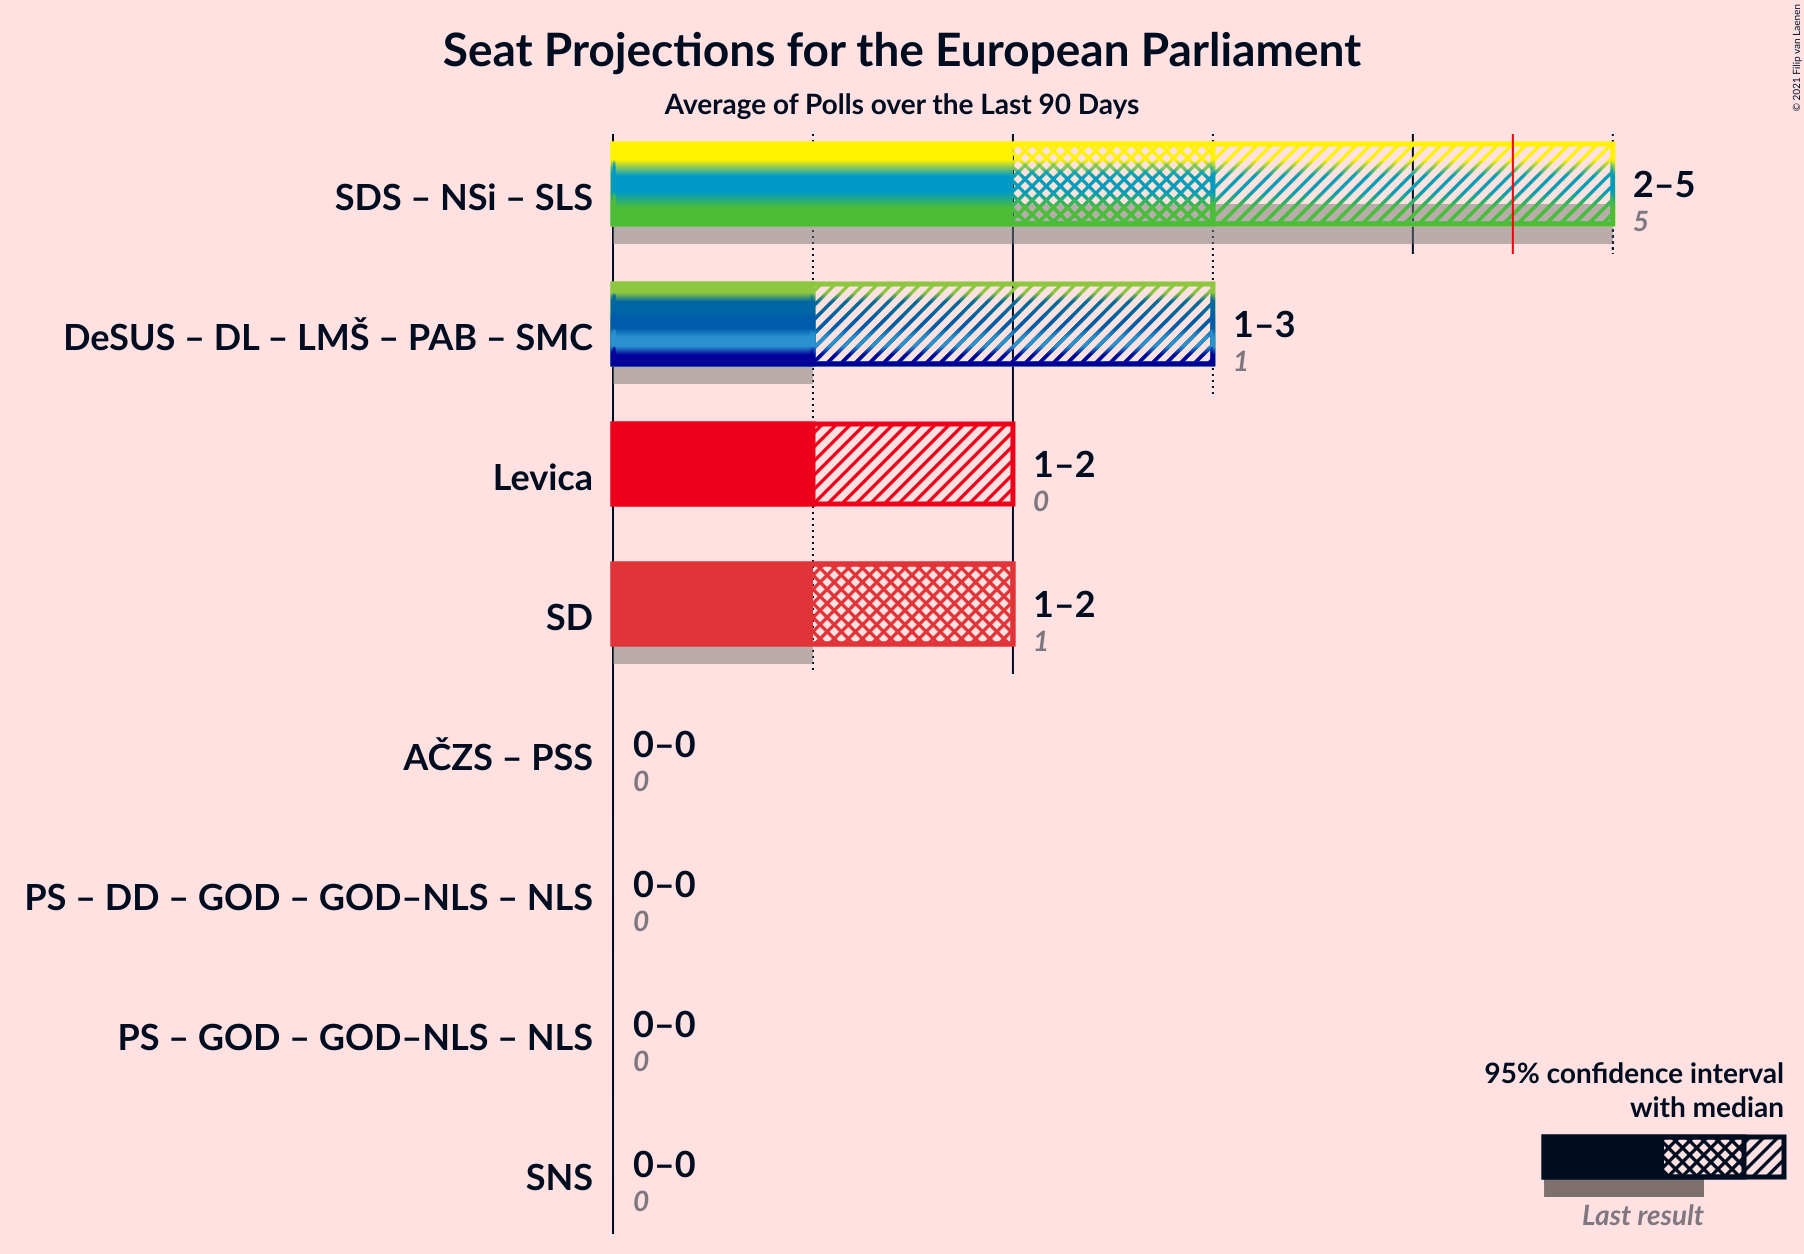 Seat Projections for the European Parliament
Average of Polls over the Last 90 Days
© 2021 Filip van Laenen
SDS – NSi – SLS
2–5
5
DeSUS – DL – LMŠ – PAB – SMC
1–3
1
Levica
1–2
0
SD
1–2
1
AČZS – PSS
0–0
0
PS – DD – GOD – GOD–NLS – NLS
0–0
0
PS – GOD – GOD–NLS – NLS
0–0
0
SNS
0–0
0
95% confidence interval
with median
Last result